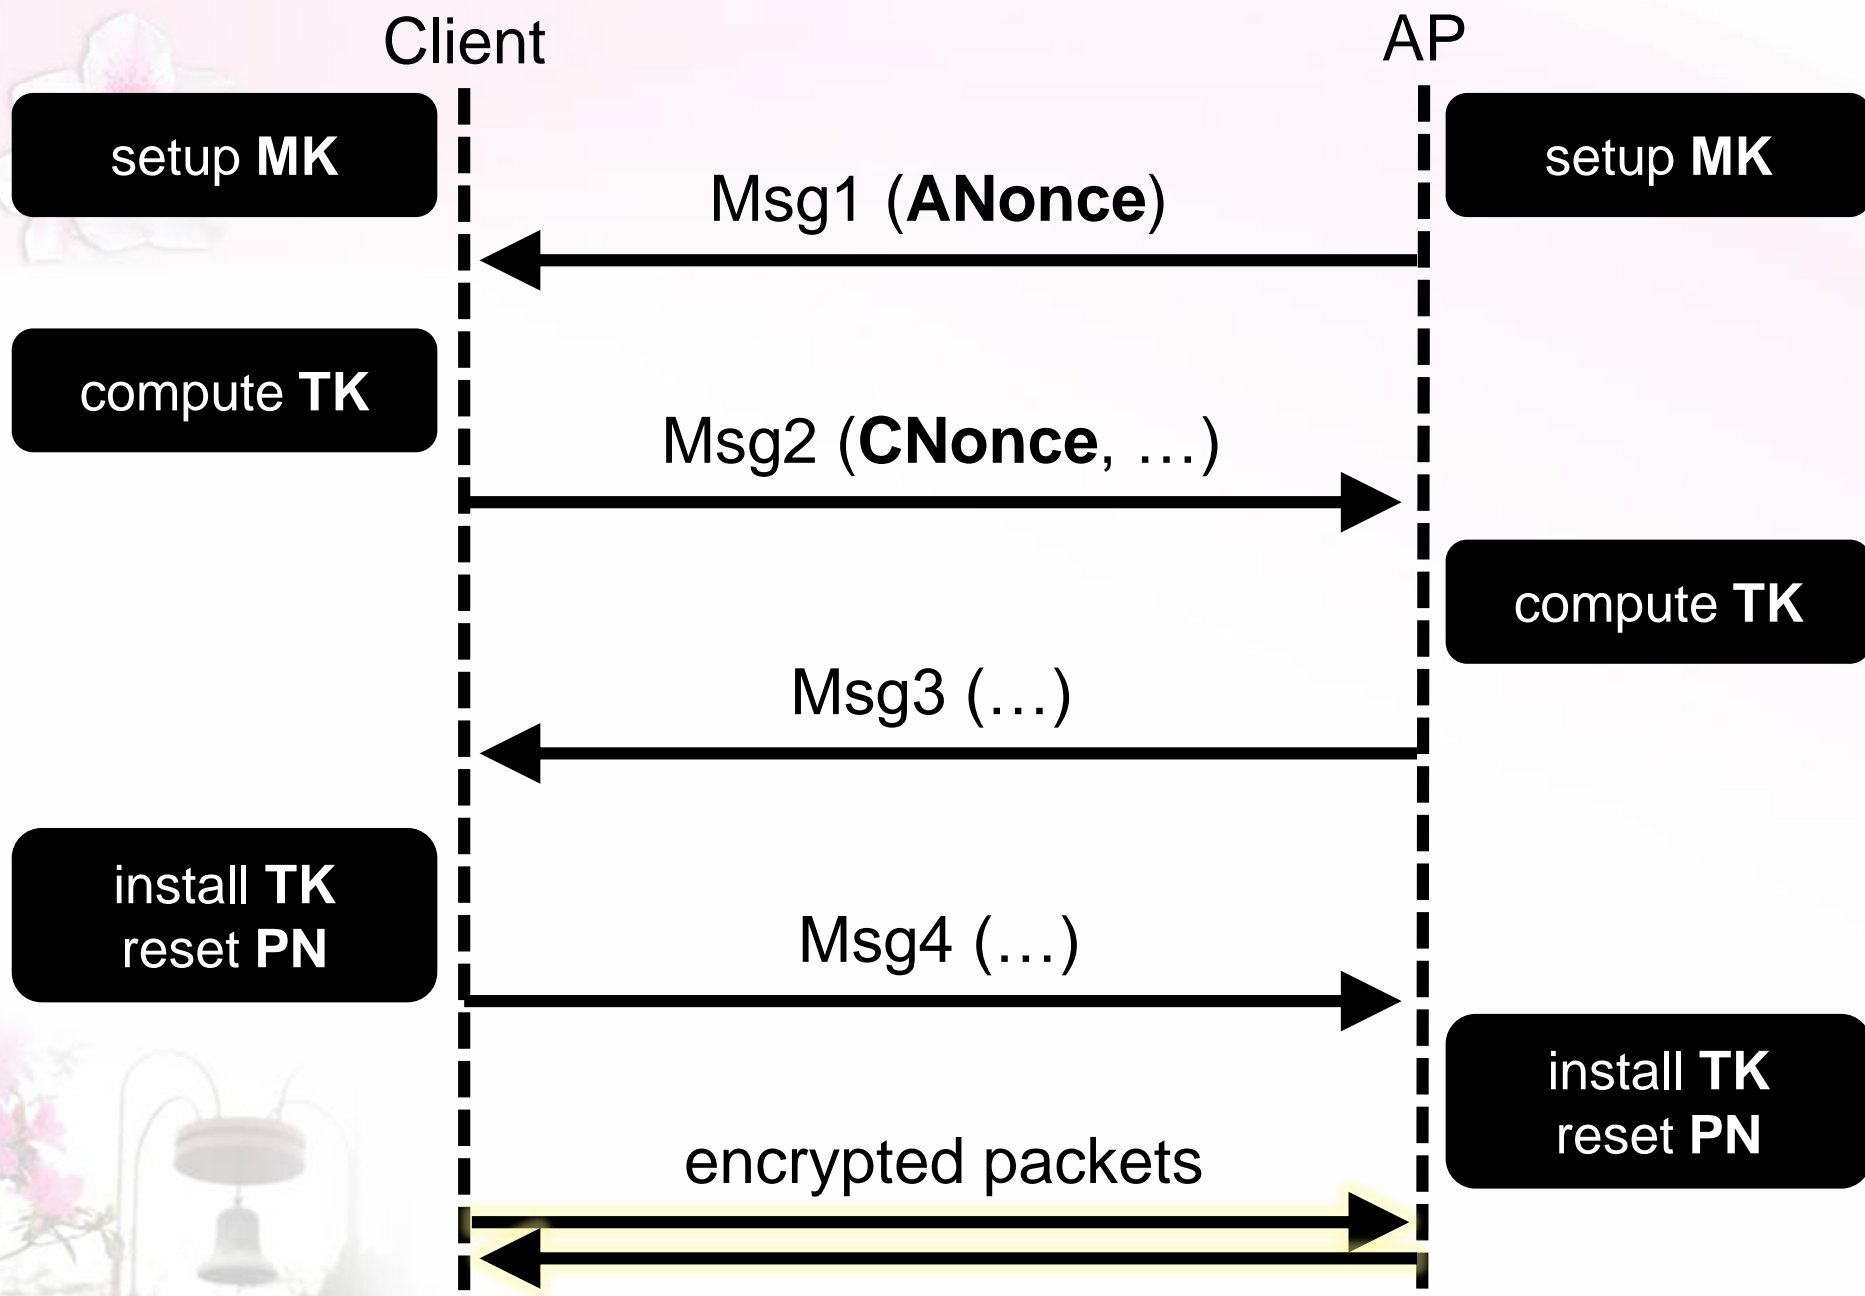 Client
AP
setup MK
setup MK
Msg1 (ANonce)
compute TK
Msg2 (CNonce, …)
compute TK
Msg3 (…)
install TK
reset PN
Msg4 (…)
install TK
reset PN
encrypted packets